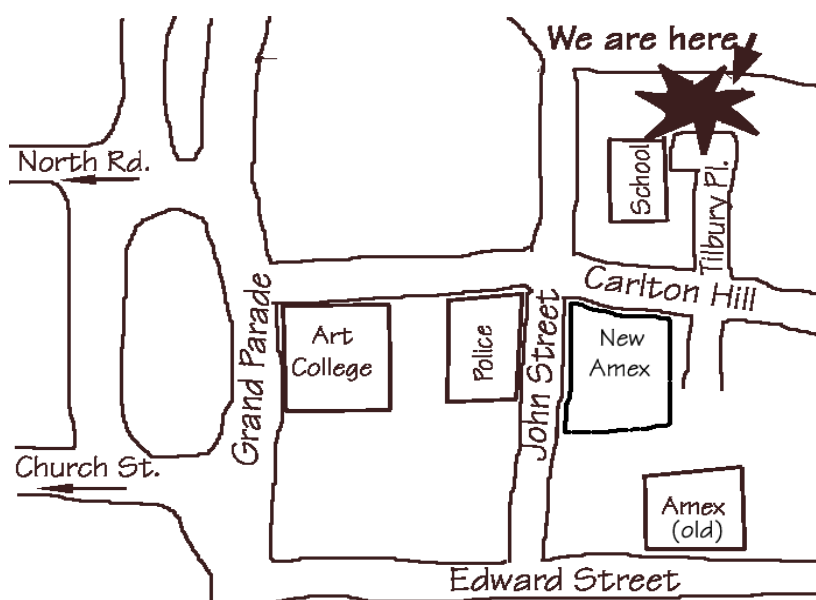 We are here
North Rd.
School
Tilbury Pl.
Carlton Hill
Grand Parade
Art
College
Police
John Street
New
Amex
Church St.
Amex
(old)
Edward Street